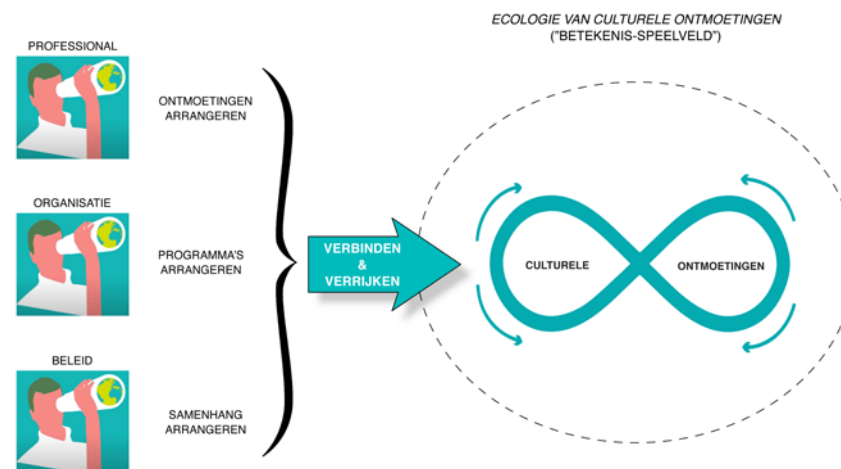 ECOLOGIE VAN CULTURELE ONTMOETINGEN
("BETEKENIS-SPEELVELD")
PROFESSIONAL
ONTMOETINGEN
ARRANGEREN
ORGANISATIE
PROGRAMMA'S
ARRANGEREN
BELEID
SAMENHANG
ARRANGEREN
VERBINDEN
&
VERRIJKEN
CULTURELE
ONTMOETINGEN